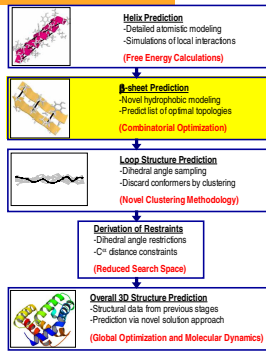 Helix Prediction
-Detailed atomistic modeling
-Simulations of local interactions
(Free Energy Calculations)
β-sheet Prediction
-Novel hydrophobic modeling
-Predict list of optimal topologies
(Combinatorial Optimization)
Loop Structure Prediction
-Dihedral angle sampling
-Discard conformers by clustering
(Novel Clustering Methodology)
Derivation of Restraints
-Dihedral angle restrictions
-Cα distance constraints
(Reduced Search Space)
Overall 3D Structure Prediction
-Structural data from previous stages
-Prediction via novel solution approach
(Global Optimization and Molecular Dynamics)